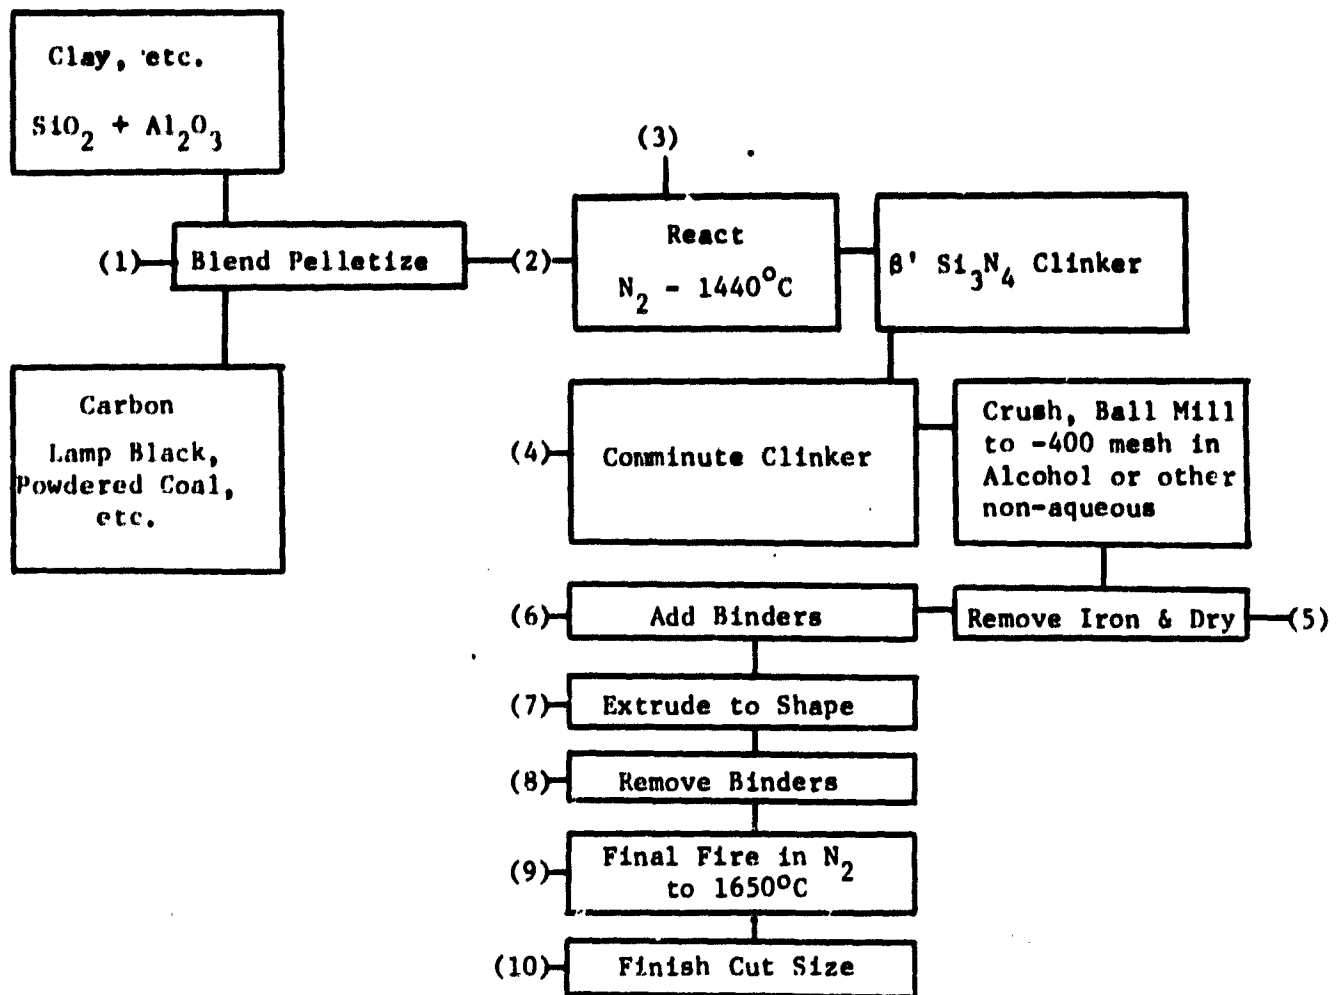 Clay, etc.
SiO₂ + Al₂O₃
(1)
Blend Pelletize
(2)
Carbon
Lamp Black,
Powdered Coal,
etc.
(3)
React
N₂ - 1440°C
β' Si₃N₄ Clinker
(4)
Comminute Clinker
Crush, Ball Mill
to -400 mesh in
Alcohol or other
non-aqueous
Remove Iron & Dry
(5)
(6)
Add Binders
(7)
Extrude to Shape
(8)
Remove Binders
(9)
Final Fire in N₂
to 1650°C
(10)
Finish Cut Size